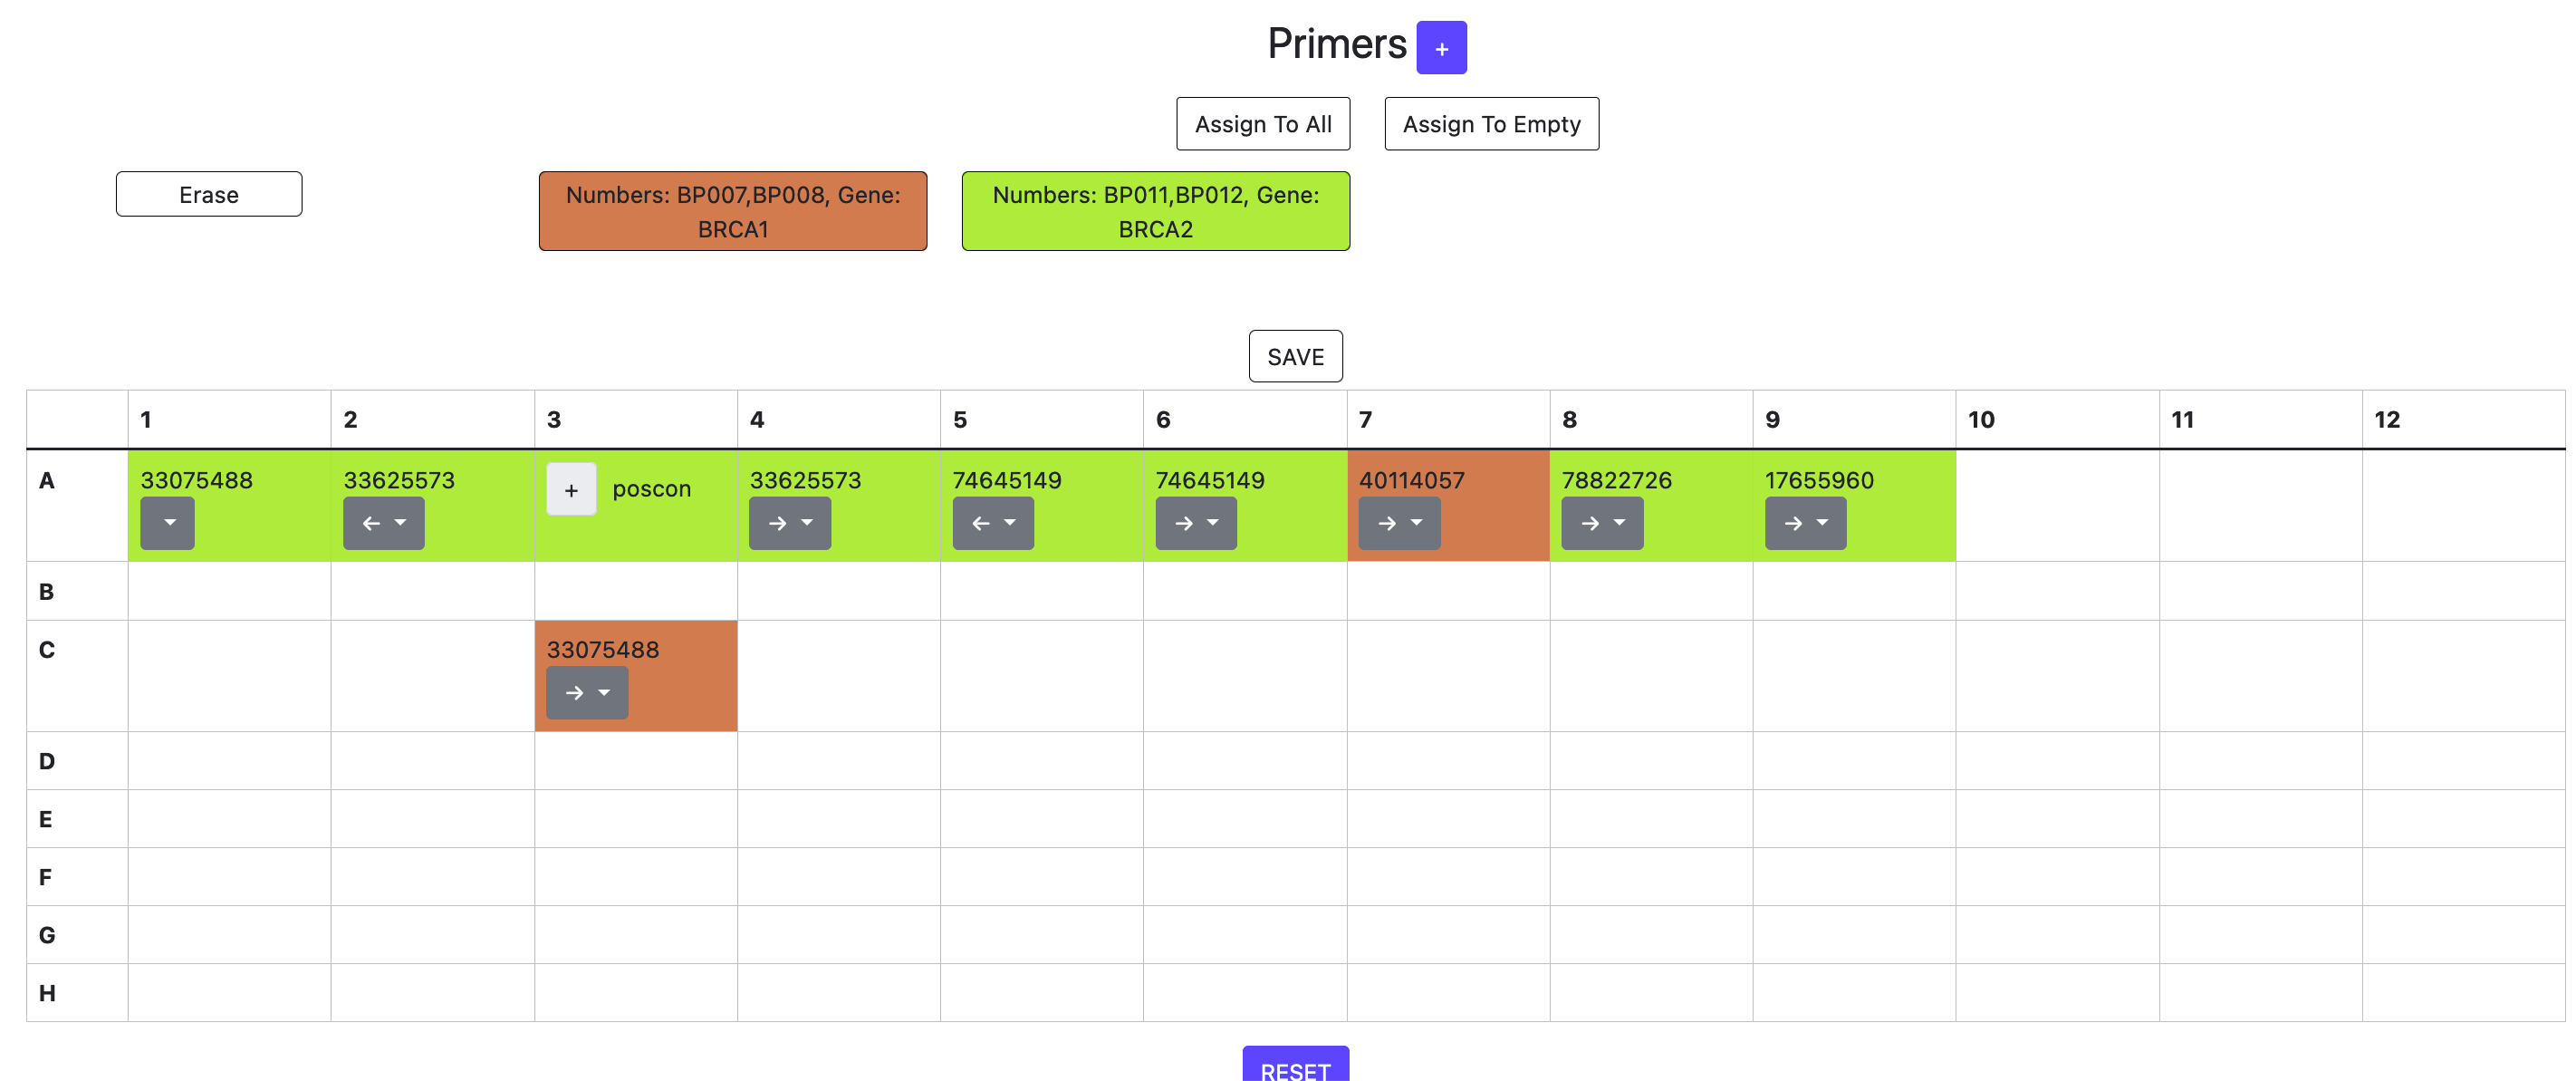 Primers +
Assign To All Assign To Empty
Erase
Numbers: BP007,BP008, Gene:
BRCA1
Numbers: BP011,BP012, Gene:
BRCA2
SAVE
1 2 3 4 5 6 7 8 9 10 11 12
A 33075488 33625573 + poscon 33625573 74645149 74645149 40114057 78822726 17655960
← → ← → → → →
B
C 33075488
→
D
E
F
G
H
RESET